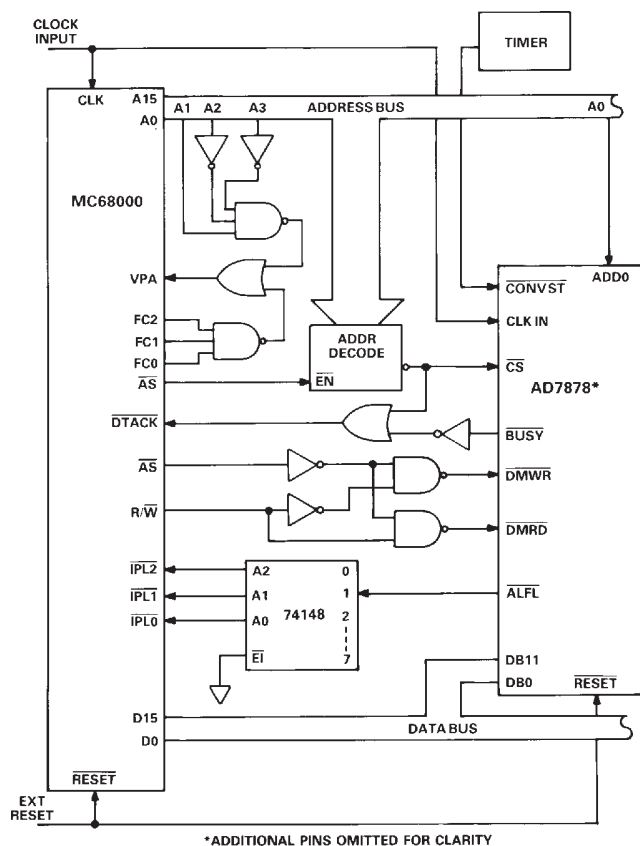 CLOCK
INPUT
TIMER
CLK
A15
A0
A1
A2
A3
ADDRESS BUS
A0
MC68000
ADD0
VPA
CONVST
CLK IN
FC2
FC1
FC0
ADDR
DECODE
EN
CS
AS
AD7878*
DTACK
BUSY
AS
DMWR
R/W
DMRD
IPL2
A2
0
IPL1
A1
1
ALFL
74148
IPL0
A0
2
EI
7
DB11
DB0
RESET
D15
D0
DATA BUS
RESET
EXT
RESET
*ADDITIONAL PINS OMITTED FOR CLARITY